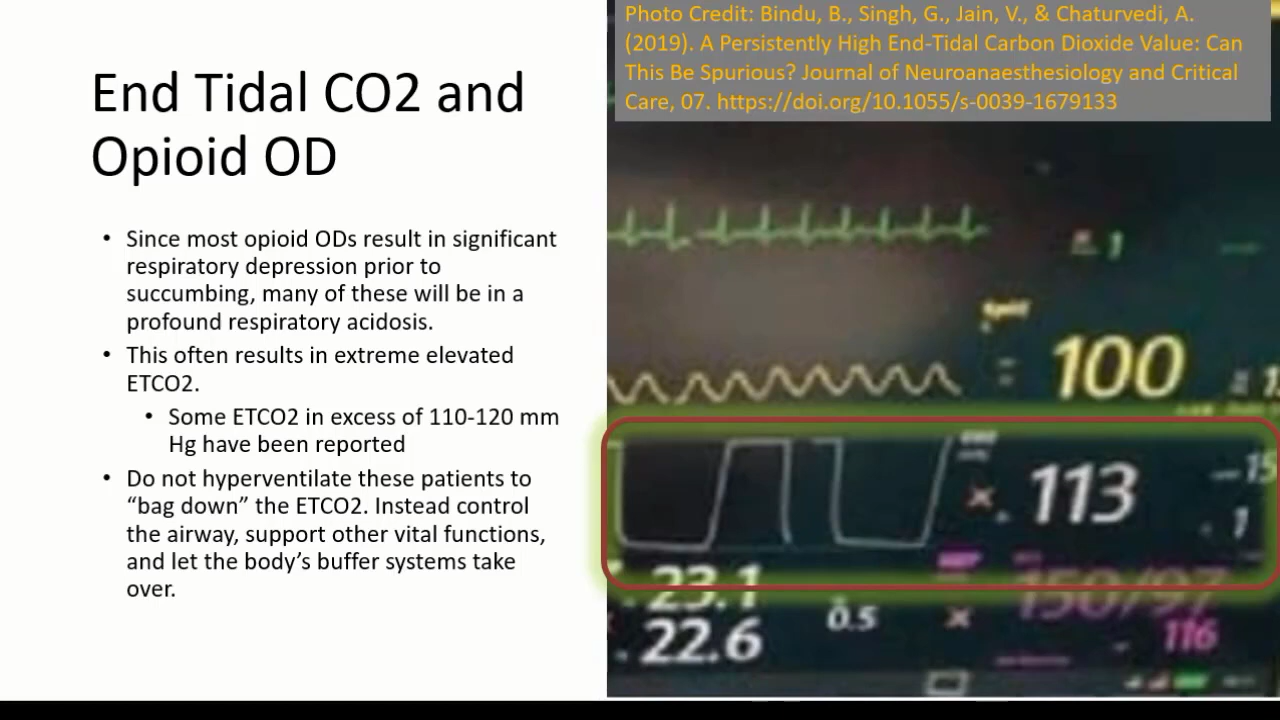 Photo Credit: Bindu, B., Singh, G., Jain, V., & Chaturvedi, A.
(2019). A Persistently High End-Tidal Carbon Dioxide Value: Can
This Be Spurious? Journal of Neuroanaesthesiology and Critical
Care, 07. https://doi.org/10.1055/s-0039-1679133
End Tidal CO2 and
Opioid OD
• Since most opioid ODs result in significant
respiratory depression prior to
succumbing, many of these will be in a
profound respiratory acidosis.
• This often results in extreme elevated
ETCO2.
• Some ETCO2 in excess of 110-120 mm
Hg have been reported
• Do not hyperventilate these patients to
“bag down” the ETCO2. Instead control
the airway, support other vital functions,
and let the body’s buffer systems take
over.
100
113
23.1
150/97
22.6
0.5
116